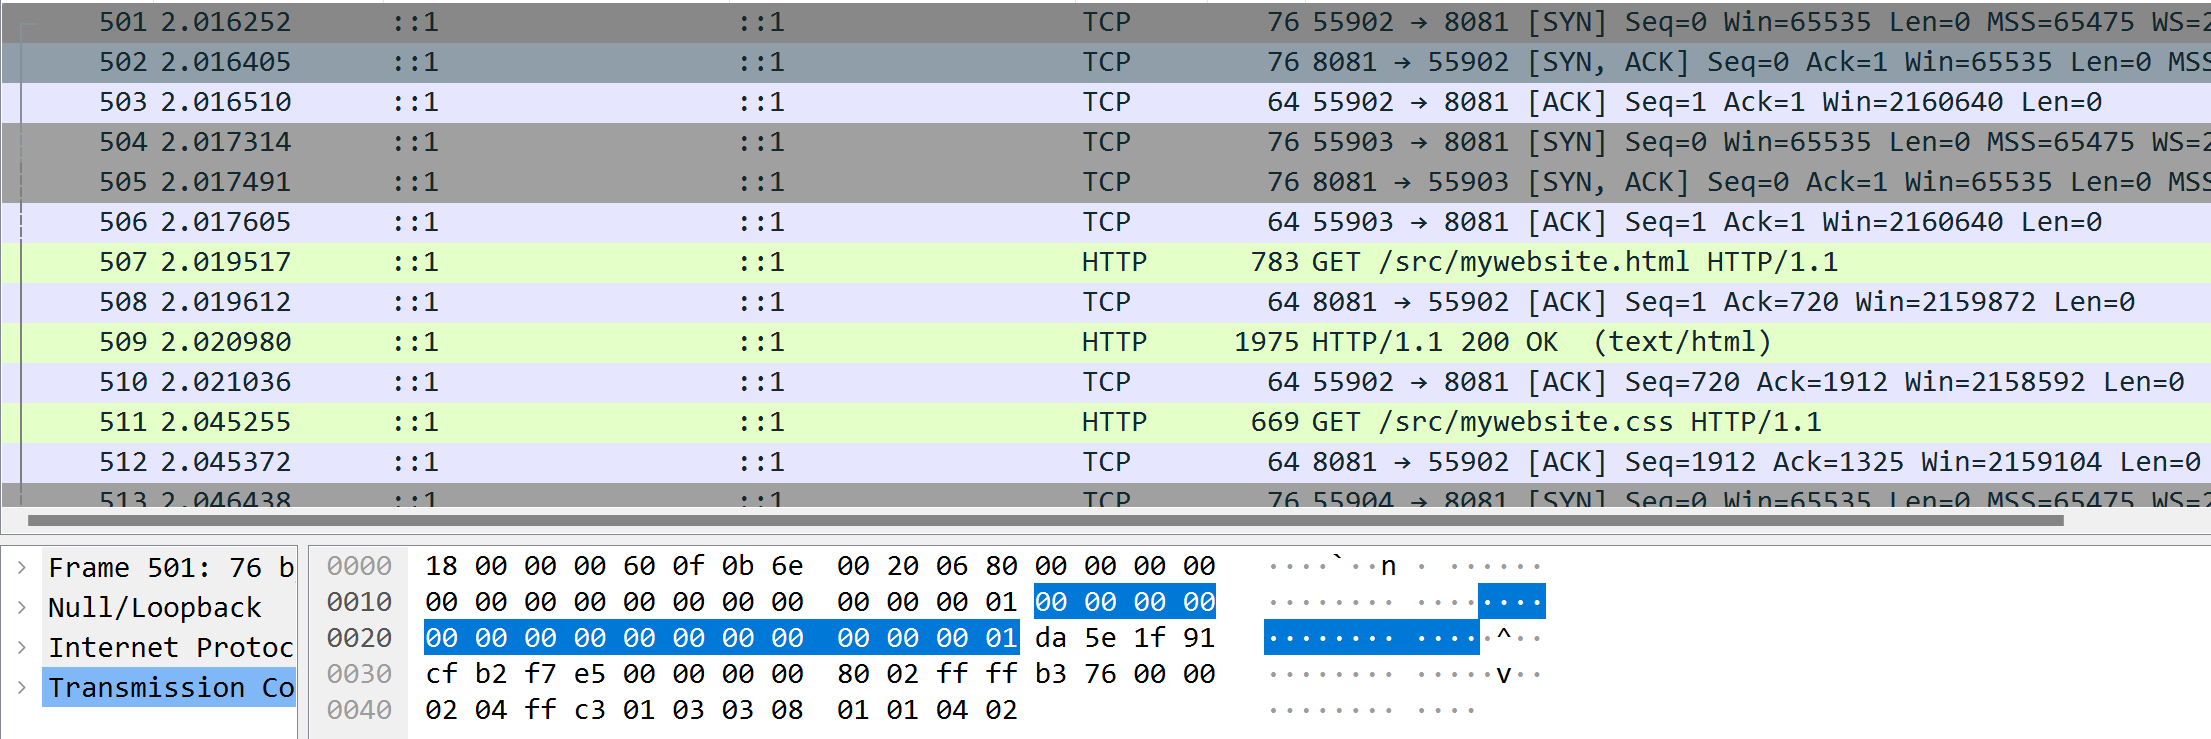 501 2.016252 ::1 ::1 TCP 76 55902 → 8081 [SYN] Seq=0 Win=65535 Len=0 MSS=65475 WS=2
502 2.016405 ::1 ::1 TCP 76 8081 → 55902 [SYN, ACK] Seq=0 Ack=1 Win=65535 Len=0 MSS
503 2.016510 ::1 ::1 TCP 64 55902 → 8081 [ACK] Seq=1 Ack=1 Win=2160640 Len=0
504 2.017314 ::1 ::1 TCP 76 55903 → 8081 [SYN] Seq=0 Win=65535 Len=0 MSS=65475 WS=2
505 2.017491 ::1 ::1 TCP 76 8081 → 55903 [SYN, ACK] Seq=0 Ack=1 Win=65535 Len=0 MSS
506 2.017605 ::1 ::1 TCP 64 55903 → 8081 [ACK] Seq=1 Ack=1 Win=2160640 Len=0
507 2.019517 ::1 ::1 HTTP 783 GET /src/mywebsite.html HTTP/1.1
508 2.019612 ::1 ::1 TCP 64 8081 → 55902 [ACK] Seq=1 Ack=720 Win=2159872 Len=0
509 2.020980 ::1 ::1 HTTP 1975 HTTP/1.1 200 OK (text/html)
510 2.021036 ::1 ::1 TCP 64 55902 → 8081 [ACK] Seq=720 Ack=1912 Win=2158592 Len=0
511 2.045255 ::1 ::1 HTTP 669 GET /src/mywebsite.css HTTP/1.1
512 2.045372 ::1 ::1 TCP 64 8081 → 55902 [ACK] Seq=1912 Ack=1325 Win=2159104 Len=0
513 2.046438 ::1 ::1 TCP 76 55904 → 8081 [SYN] Seq=0 Win=65535 Len=0 MSS=65475 WS=2
Frame 501: 76 b
Null/Loopback
Internet Protoc
Transmission Co
0000 18 00 00 00 60 0f 0b 6e 00 20 06 80 00 00 00 00 ····`··n · ······
0010 00 00 00 00 00 00 00 00 00 00 00 01 00 00 00 00 ········ ········
0020 00 00 00 00 00 00 00 00 00 00 00 01 da 5e 1f 91 ········ ·····^··
0030 cf b2 f7 e5 00 00 00 00 80 02 ff ff b3 76 00 00 ········ ·····v··
0040 02 04 ff c3 01 03 03 08 01 01 04 02 ········ ····